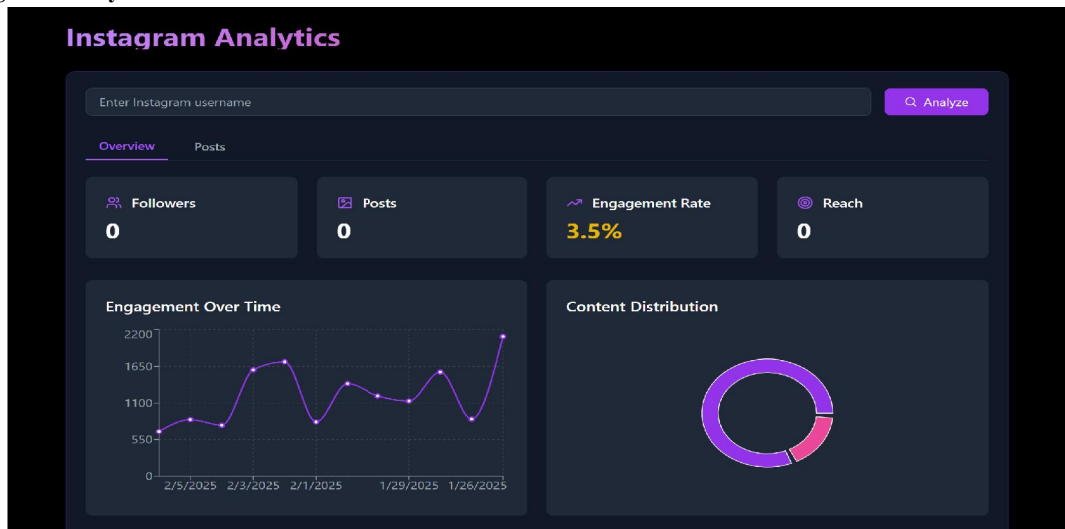 Instagram Analytics
Enter Instagram username
Analyze
Overview Posts
Followers
0
Posts
0
Engagement Rate
3.5%
Reach
0
Engagement Over Time
2200
1650
1100
550
0
2/5/2025 2/3/2025 2/1/2025 1/29/2025 1/26/2025
Content Distribution